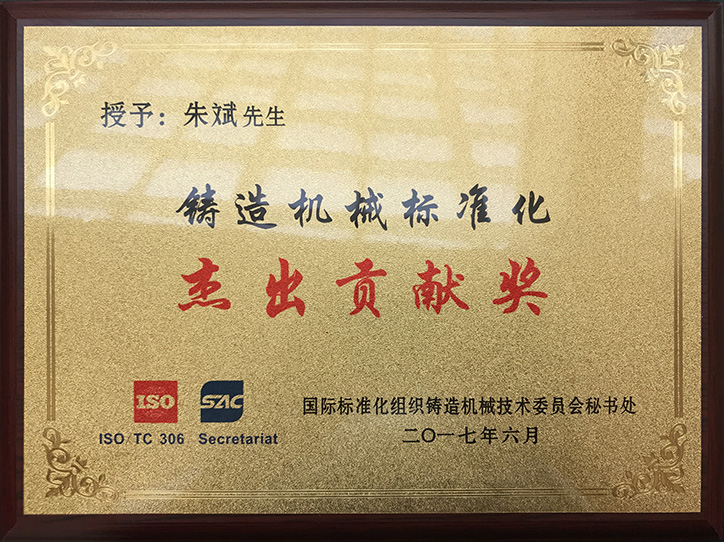 授予：朱斌先生
铸造机械标准化
杰出贡献奖
ISO SAC
ISO/TC 306 Secretariat
国际标准化组织铸造机械技术委员会秘书处
二〇一七年六月